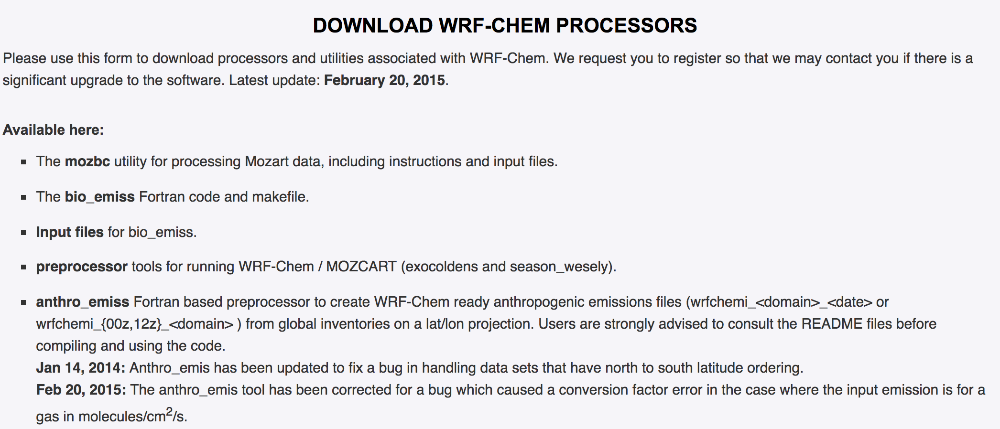 DOWNLOAD WRF-CHEM PROCESSORS
Please use this form to download processors and utilities associated with WRF-Chem. We request you to register so that we may contact you if there is a
significant upgrade to the software. Latest update: February 20, 2015.
Available here:
▪ The mozbc utility for processing Mozart data, including instructions and input files.
▪ The bio_emiss Fortran code and makefile.
▪ Input files for bio_emiss.
▪ preprocessor tools for running WRF-Chem / MOZCART (exocoldens and season_wesely).
▪ anthro_emiss Fortran based preprocessor to create WRF-Chem ready anthropogenic emissions files (wrfchemi_<domain>_<date> or
wrfchemi_{00z,12z}_<domain> ) from global inventories on a lat/lon projection. Users are strongly advised to consult the README files before
compiling and using the code.
Jan 14, 2014: Anthro_emis has been updated to fix a bug in handling data sets that have north to south latitude ordering.
Feb 20, 2015: The anthro_emis tool has been corrected for a bug which caused a conversion factor error in the case where the input emission is for a
gas in molecules/cm²/s.